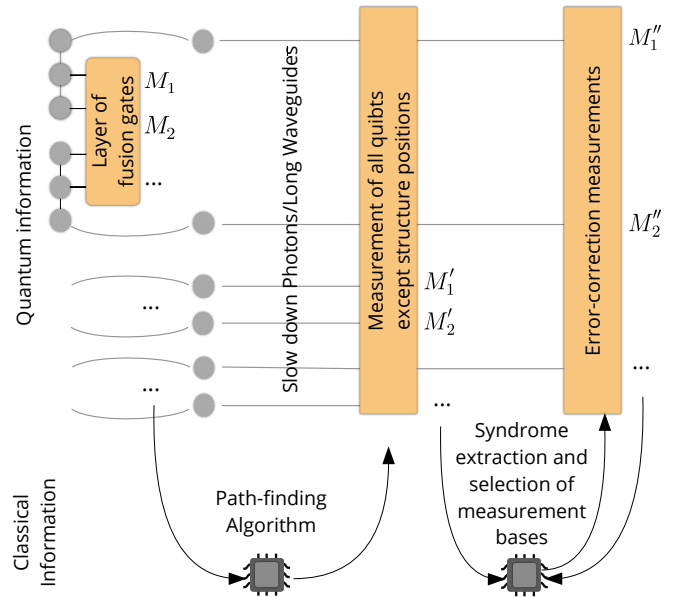 Quantum information
Classical
Information
Layer of
fusion gates
M₁
M₂
...
...
...
Slow down Photons/Long Waveguides
Measurement of all quibts
except structure positions
M₁′
M₂′
...
Error-correction measurements
M₁″
M₂″
...
Path-finding
Algorithm
Syndrome
extraction and
selection of
measurement
bases